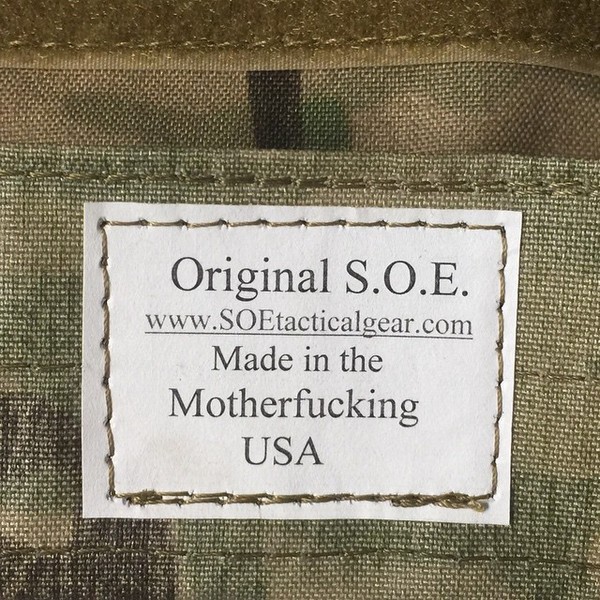 Original S.O.E.
www.SOEtacticalgear.com
Made in the
Motherfucking
USA